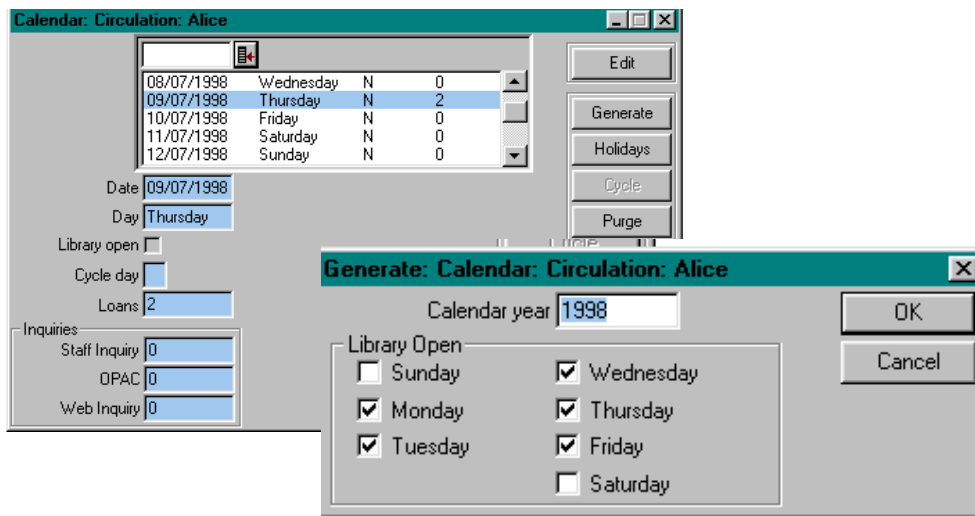 Calendar: Circulation: Alice
Edit
08/07/1998 Wednesday N 0
09/07/1998 Thursday N 2
10/07/1998 Friday N 0
11/07/1998 Saturday N 0
12/07/1998 Sunday N 0
Generate
Holidays
Cycle
Purge
Date 09/07/1998
Day Thursday
Library open
Cycle day
Loans 2
Inquiries
Staff Inquiry 0
OPAC 0
Web Inquiry 0
Generate: Calendar: Circulation: Alice
Calendar year 1998
OK
Cancel
Library Open
Sunday Wednesday
Monday Thursday
Tuesday Friday
Saturday